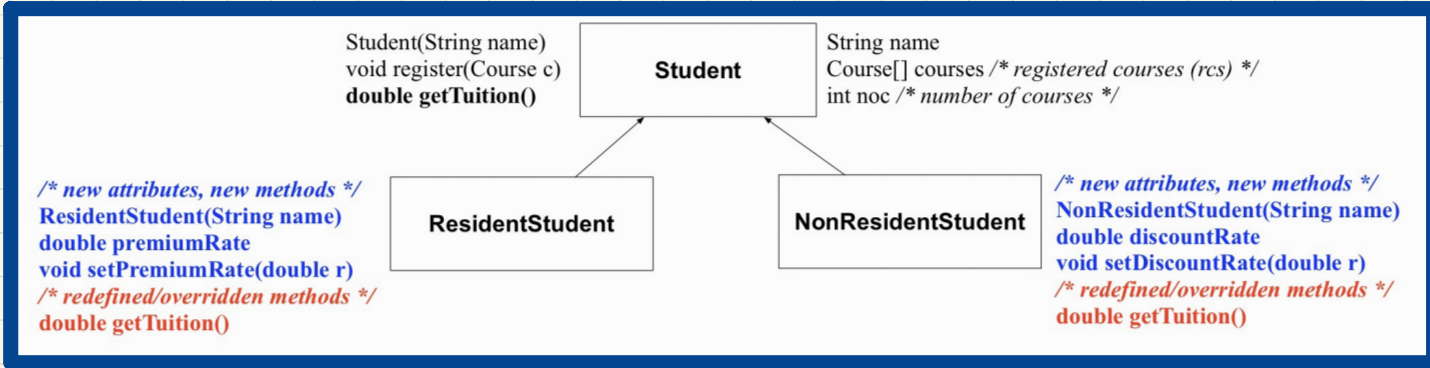 Student(String name)
void register(Course c)
double getTuition()
Student
String name
Course[] courses /* registered courses (rcs) */
int noc /* number of courses */
/* new attributes, new methods */
ResidentStudent(String name)
double premiumRate
void setPremiumRate(double r)
/* redefined/overridden methods */
double getTuition()
ResidentStudent
NonResidentStudent
/* new attributes, new methods */
NonResidentStudent(String name)
double discountRate
void setDiscountRate(double r)
/* redefined/overridden methods */
double getTuition()